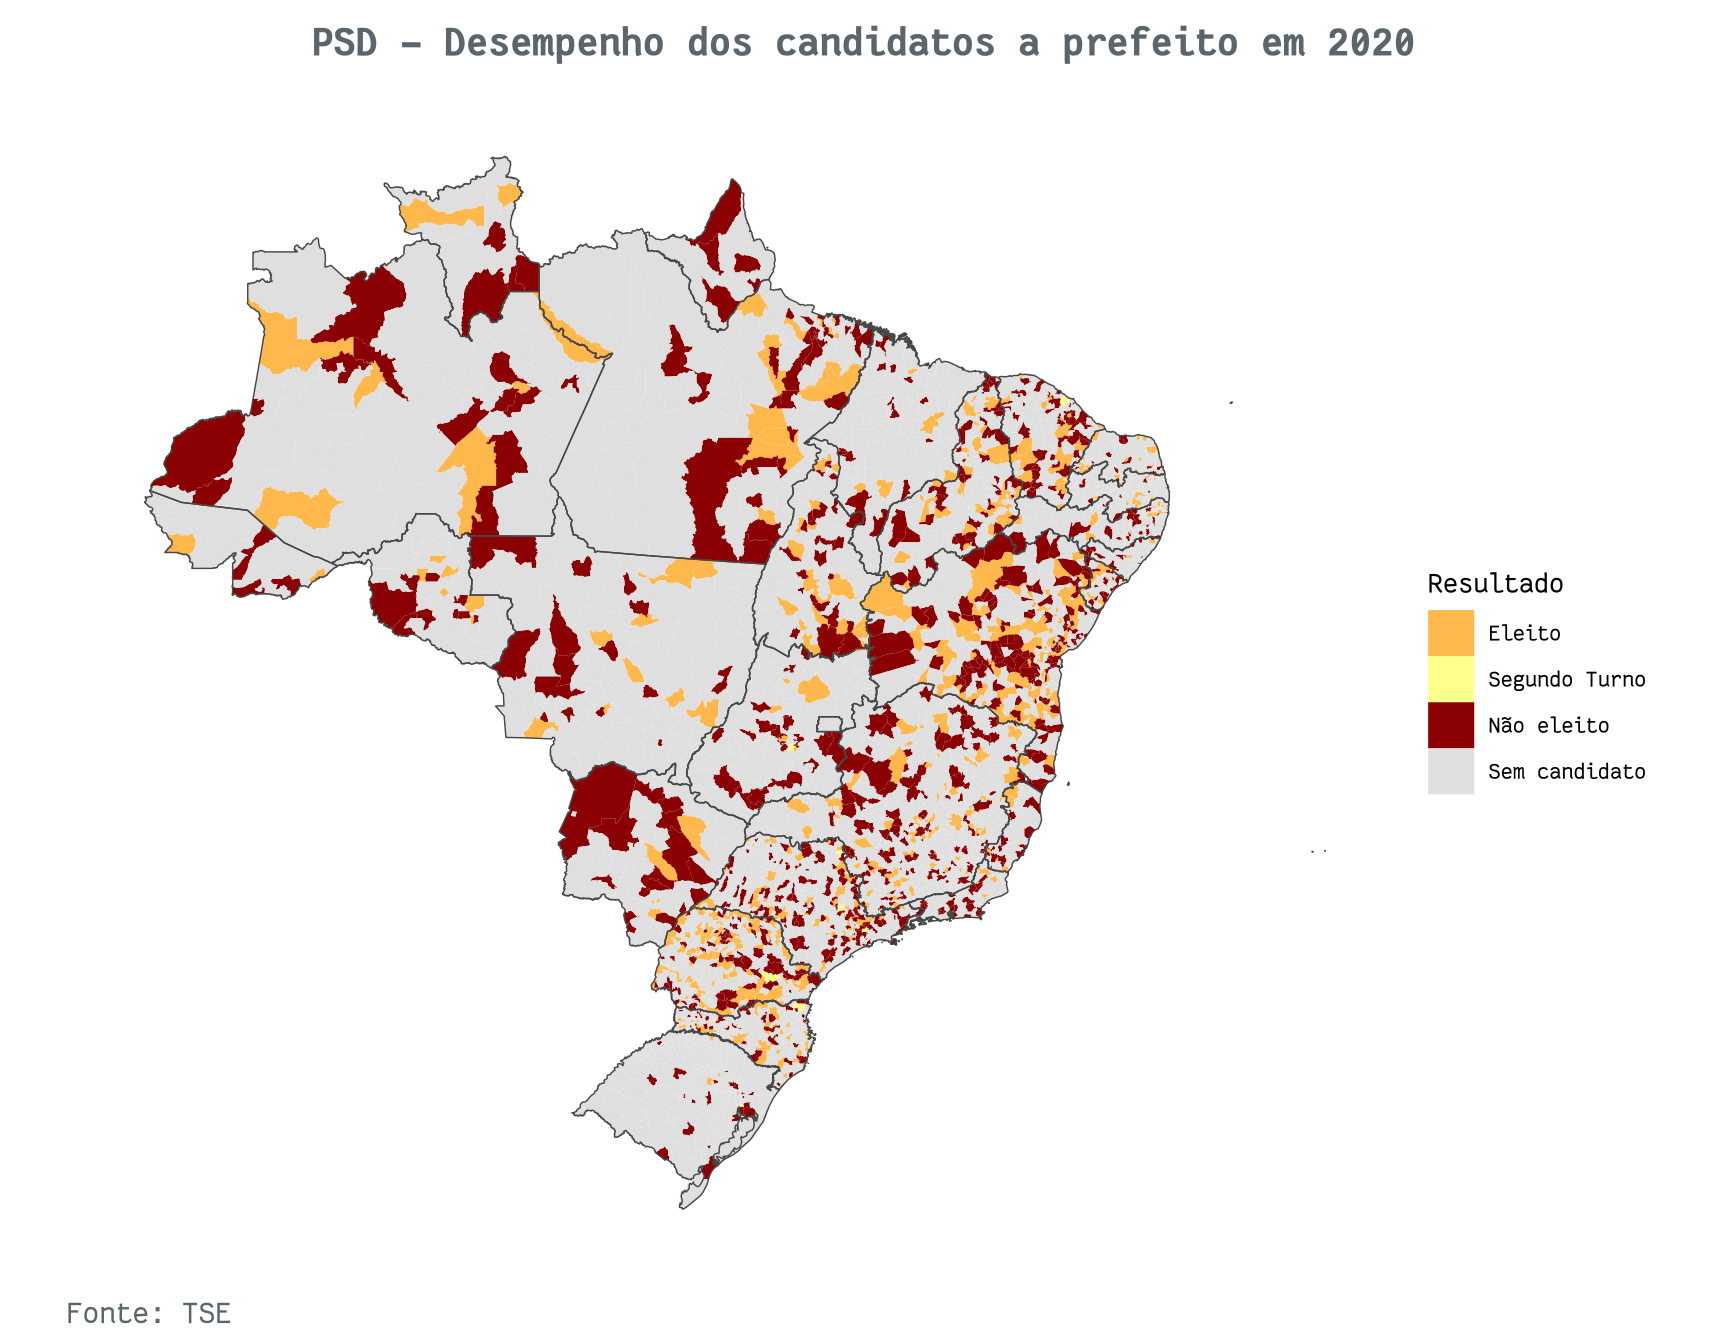 PSD – Desempenho dos candidatos a prefeito em 2020
Resultado
Eleito
Segundo Turno
Não eleito
Sem candidato
Fonte: TSE